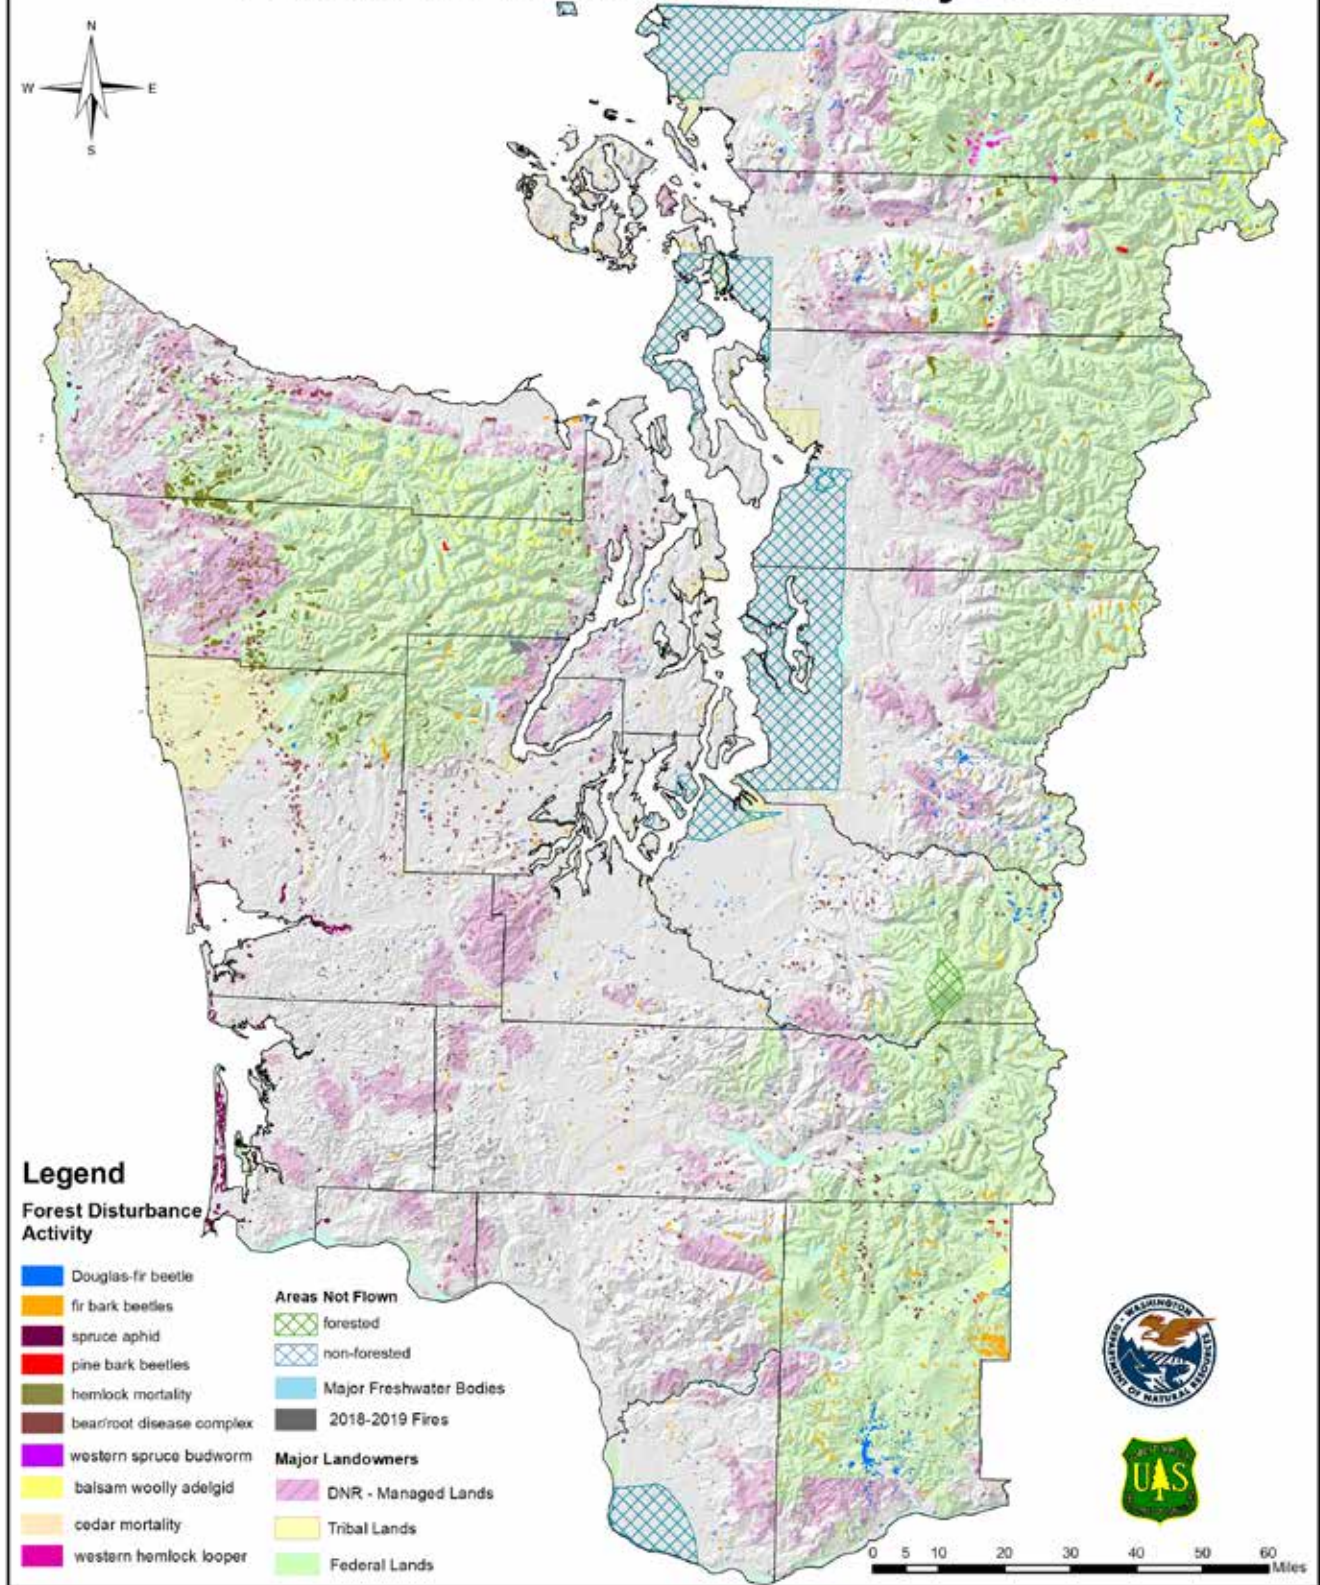 N
W E
S
Legend
Forest Disturbance
Activity
Douglas-fir beetle
fir bark beetles
spruce aphid
pine bark beetles
hemlock mortality
bear/root disease complex
western spruce budworm
balsam woolly adelgid
cedar mortality
western hemlock looper
Areas Not Flown
forested
non-forested
Major Freshwater Bodies
2018-2019 Fires
Major Landowners
DNR - Managed Lands
Tribal Lands
Federal Lands
WASHINGTON
DEPARTMENT OF NATURAL RESOURCES
U S
0 5 10 20 30 40 50 60
Miles